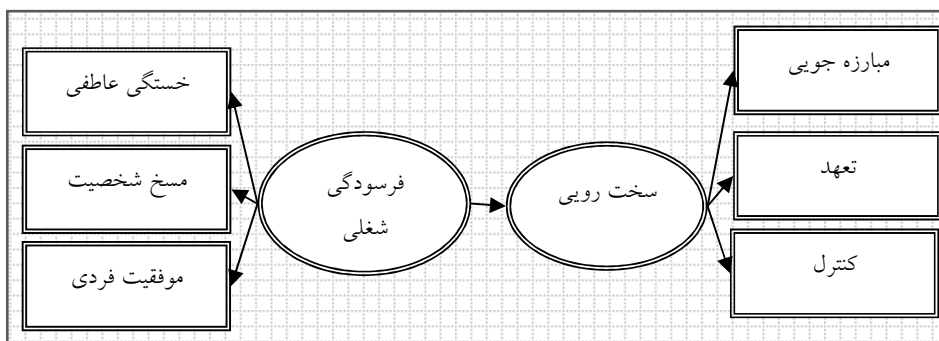 مبارزه جویی
تعهد
کنترل
سخت رویی
فرسودگی
شغلی
خستگی عاطفی
مسخ شخصیت
موفقیت فردی